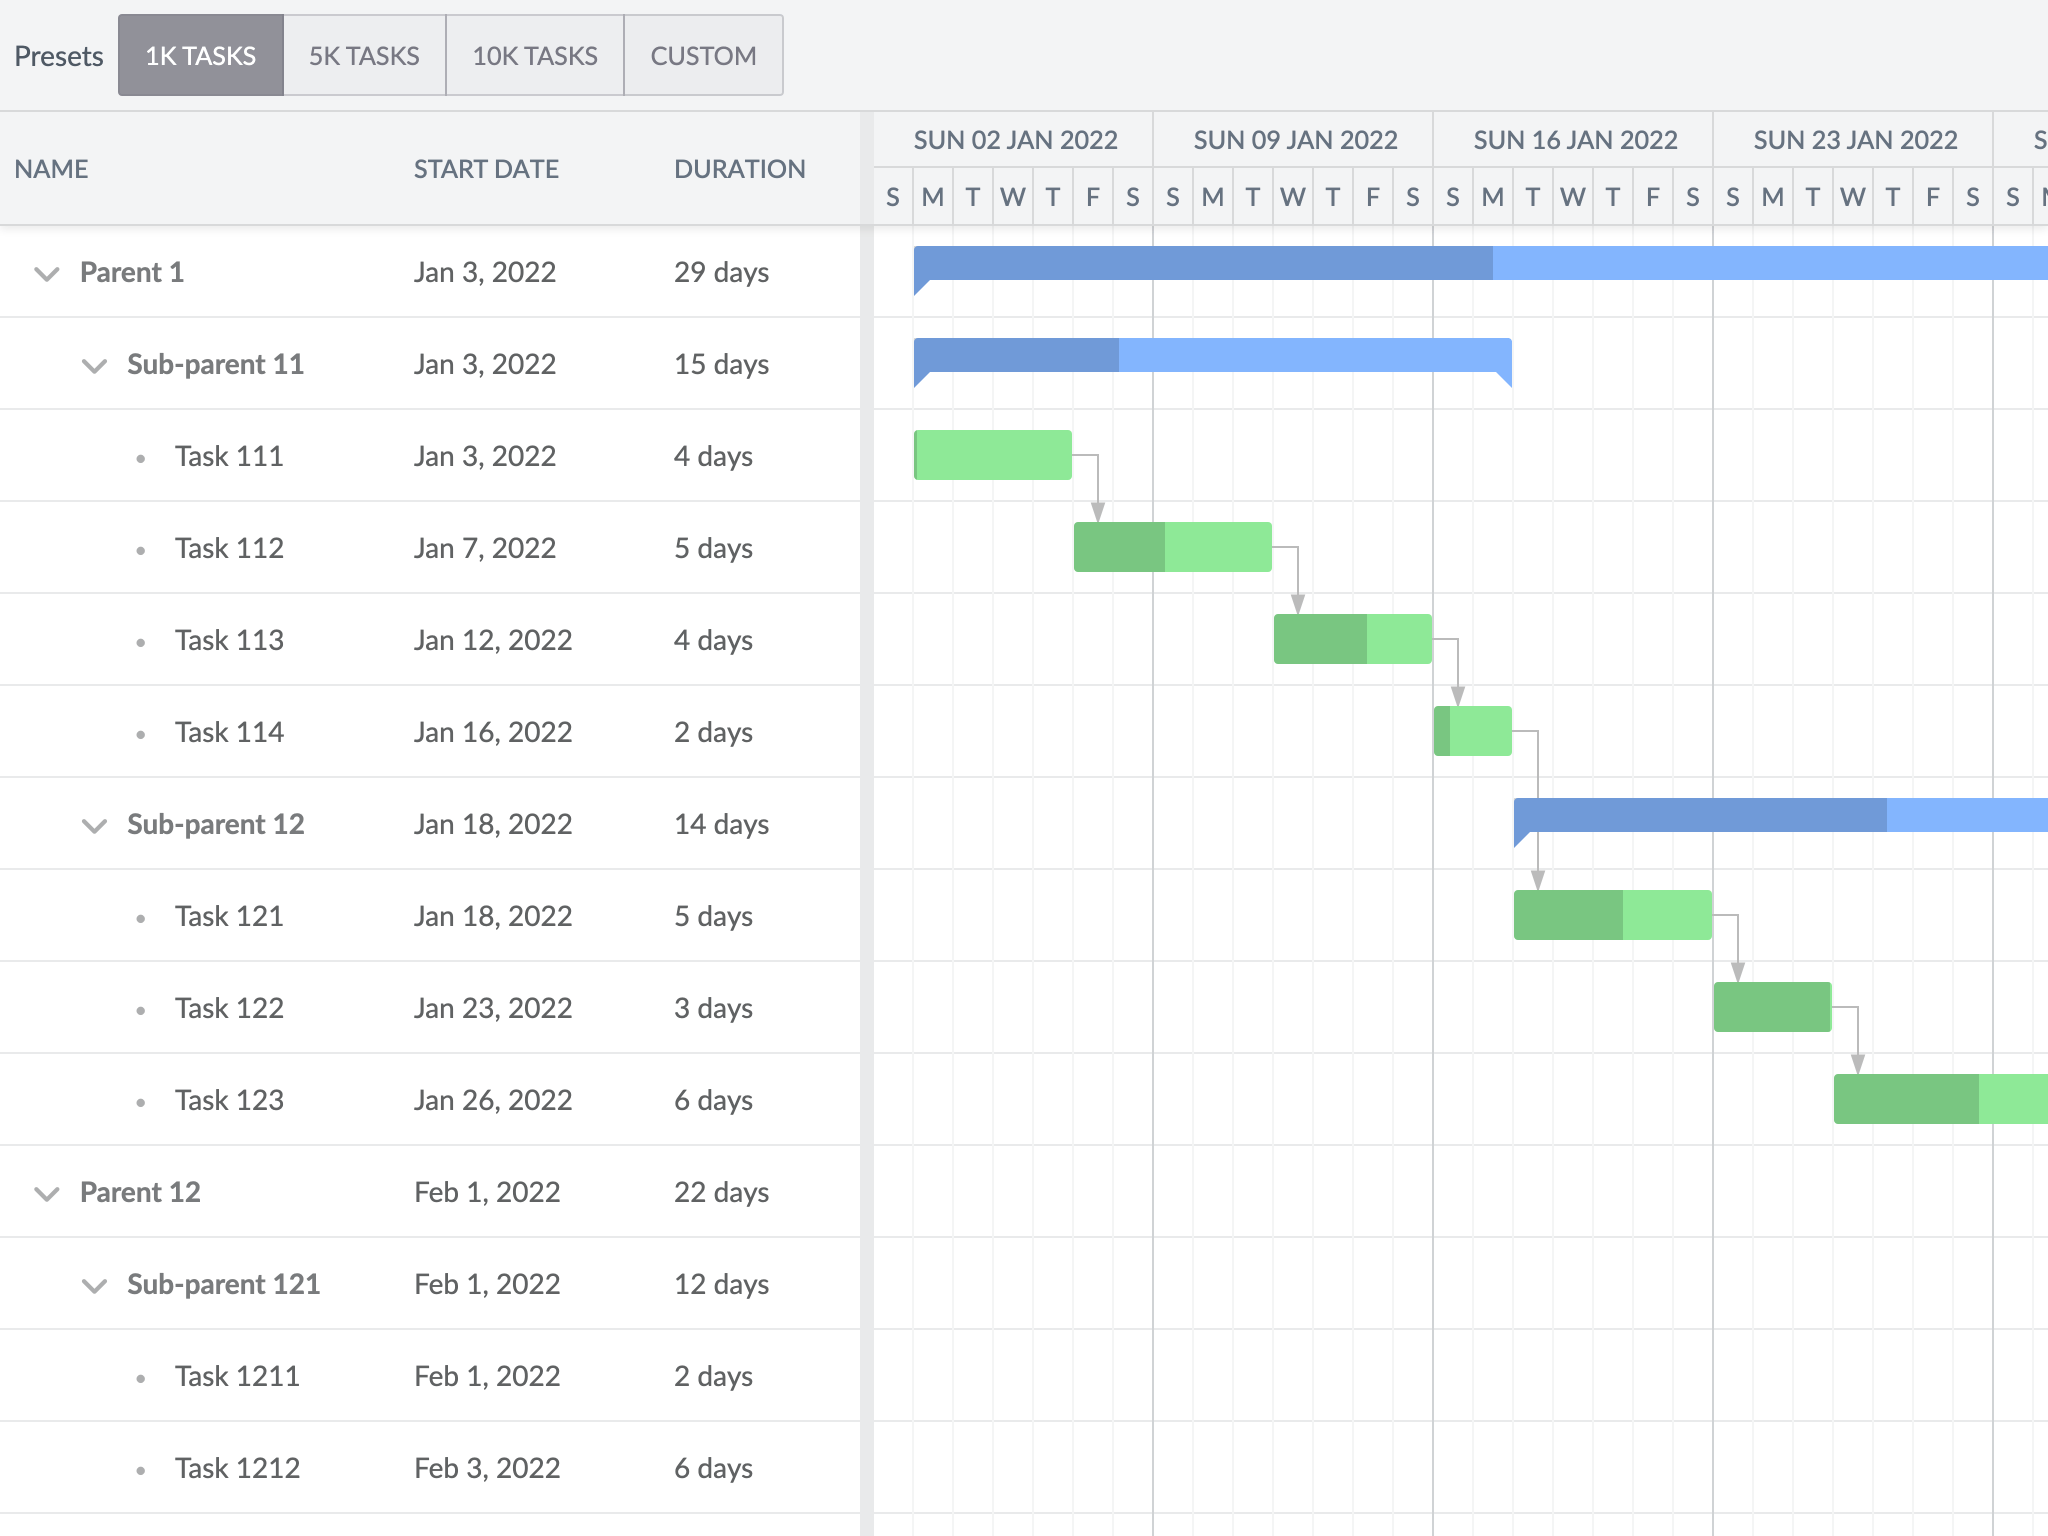 Presets 1K TASKS 5K TASKS 10K TASKS CUSTOM
NAME START DATE DURATION
SUN 02 JAN 2022 SUN 09 JAN 2022 SUN 16 JAN 2022 SUN 23 JAN 2022 S
S M T W T F S S M T W T F S S M T W T F S S M T W T F S S
Parent 1 Jan 3, 2022 29 days
Sub-parent 11 Jan 3, 2022 15 days
Task 111 Jan 3, 2022 4 days
Task 112 Jan 7, 2022 5 days
Task 113 Jan 12, 2022 4 days
Task 114 Jan 16, 2022 2 days
Sub-parent 12 Jan 18, 2022 14 days
Task 121 Jan 18, 2022 5 days
Task 122 Jan 23, 2022 3 days
Task 123 Jan 26, 2022 6 days
Parent 12 Feb 1, 2022 22 days
Sub-parent 121 Feb 1, 2022 12 days
Task 1211 Feb 1, 2022 2 days
Task 1212 Feb 3, 2022 6 days